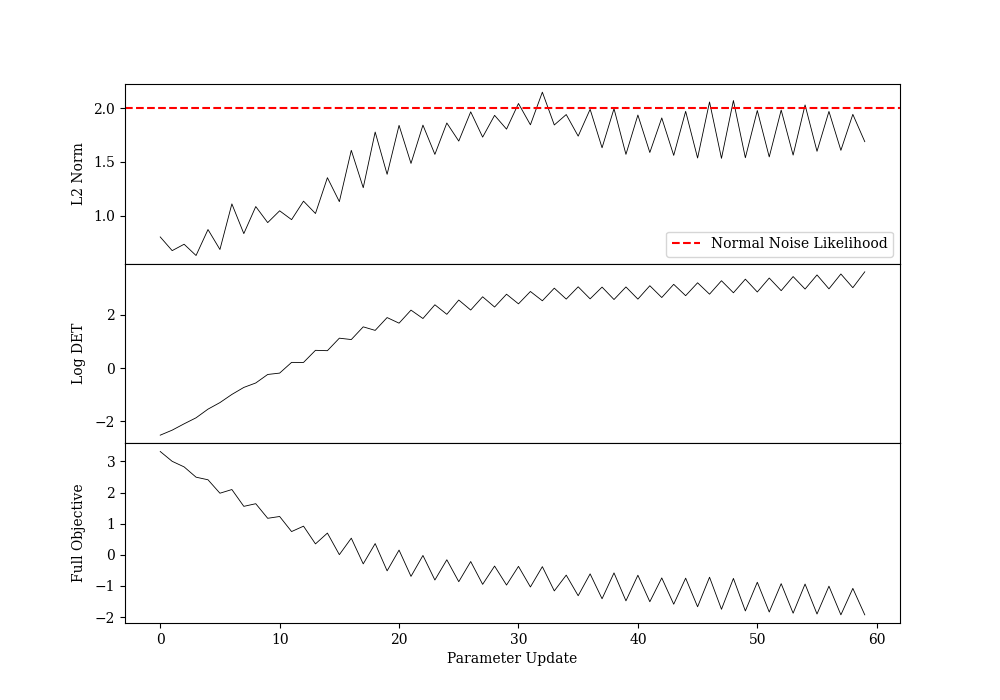 2.0
1.5
1.0
L2 Norm
Normal Noise Likelihood
2
0
−2
Log DET
3
2
1
0
−1
−2
Full Objective
0 10 20 30 40 50 60
Parameter Update